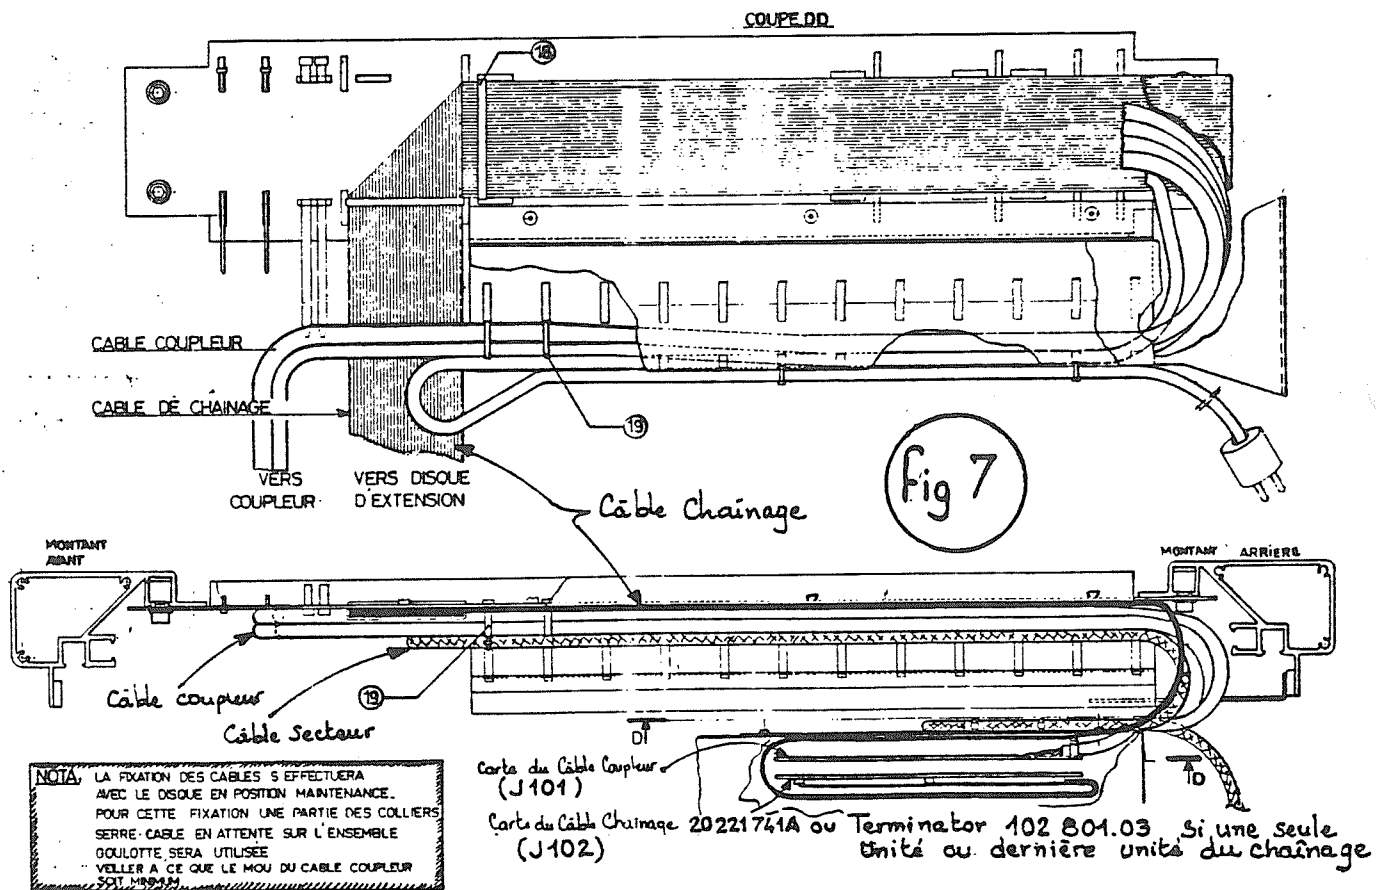 COUPE DD
18
CABLE COUPLEUR
CABLE DE CHAINAGE
19
VERS
COUPLEUR
VERS DISQUE
D'EXTENSION
Câble Chaînage
Fig 7
MONTANT
AVANT
MONTANT ARRIERE
Câble coupleur
19
Câble Secteur
D
D
Carte du Câble Coupleur
(J101)
Carte du Câble Chainage 20221741A ou Terminator 102 801.03 Si une seule
(J102)
Unité ou dernière unité du chaînage
NOTA, LA FIXATION DES CABLES S EFFECTUERA
AVEC LE DISQUE EN POSITION MAINTENANCE.
POUR CETTE FIXATION UNE PARTIE DES COLLIERS
SERRE-CABLE EN ATTENTE SUR L'ENSEMBLE
GOULOTTE SERA UTILISÉE
VEILLER A CE QUE LE MOU DU CABLE COUPLEUR
SOIT MINIMUM